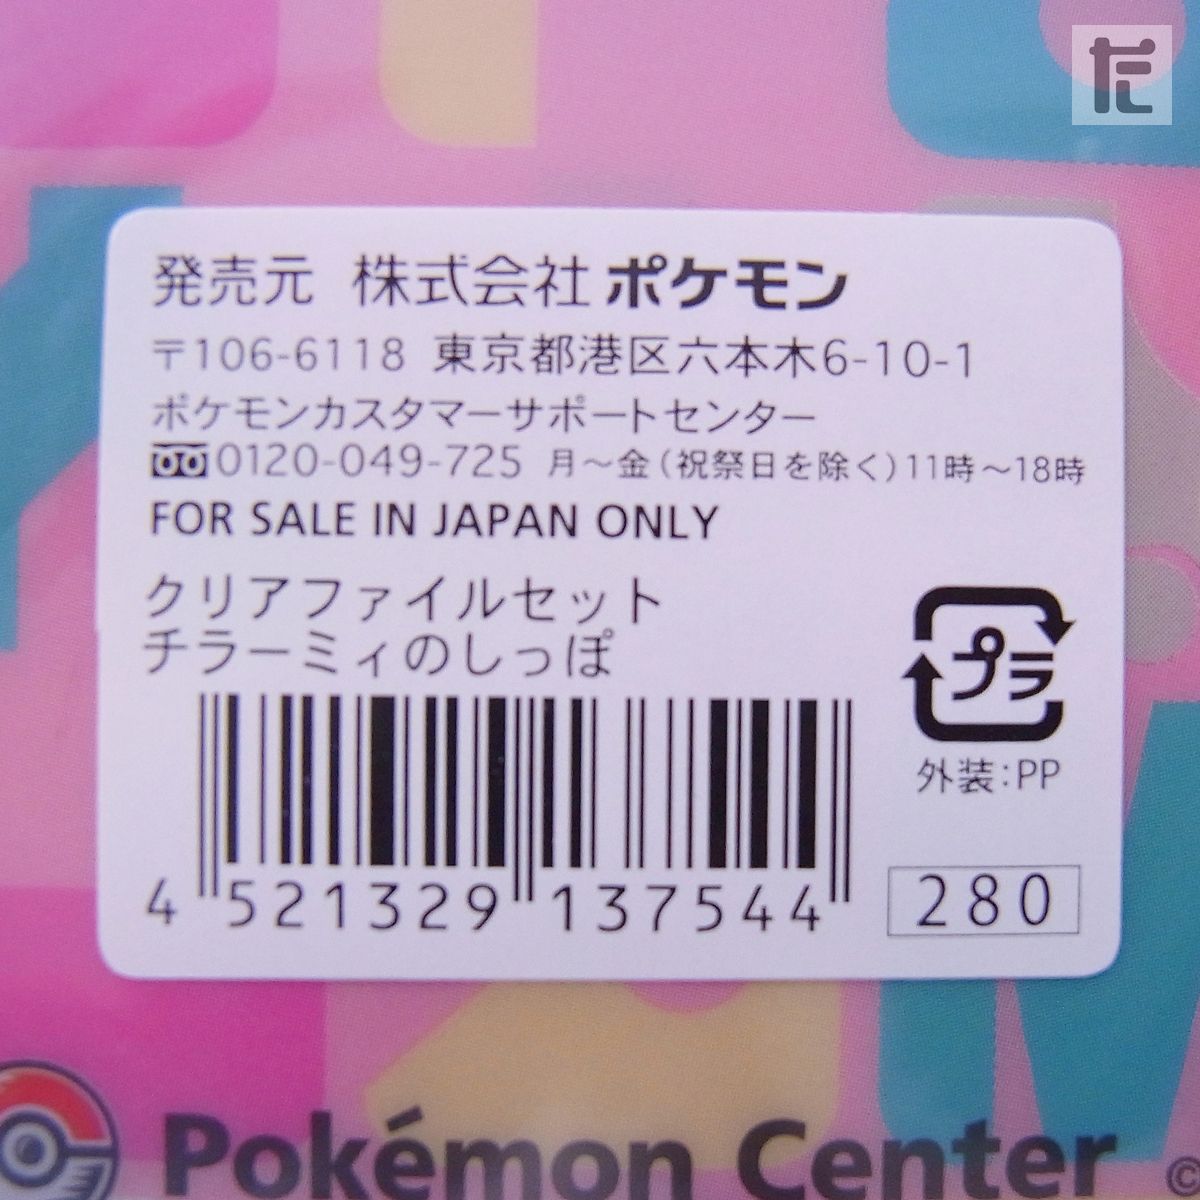 発売元 株式会社ポケモン
〒106-6118 東京都港区六本木6-10-1
ポケモンカスタマーサポートセンター
0120-049-725 月～金（祝祭日を除く）11時～18時
FOR SALE IN JAPAN ONLY
クリアファイルセット
チラーミィのしっぽ
プラ
外装：PP
4 521329 137544
280
Pokémon Center
©